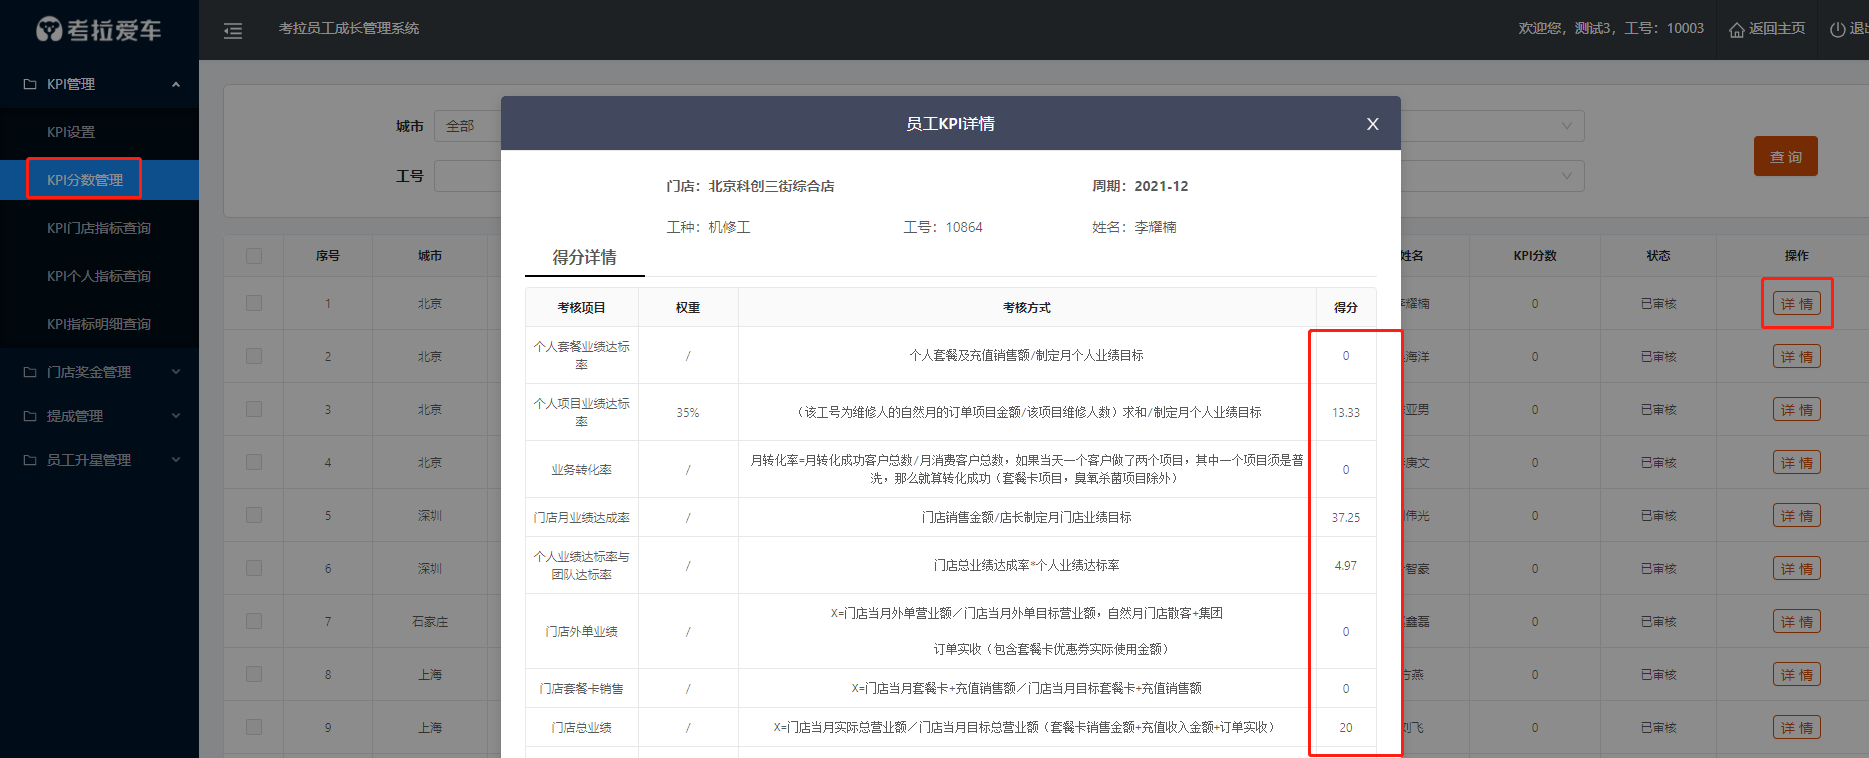 考拉爱车
考拉员工成长管理系统
欢迎您，测试3，工号：10003
返回主页
KPI管理
KPI设置
KPI分数管理
KPI门店指标查询
KPI个人指标查询
KPI指标明细查询
门店奖金管理
提成管理
员工升星管理
城市
全部
工号
查 询
员工KPI详情
X
门店：北京科创三街综合店
周期：2021-12
工种：机修工
工号：10864
姓名：李耀楠
得分详情
考核项目
权重
考核方式
得分
个人套餐业绩达标
率
/
个人套餐及充值销售额/制定月个人业绩目标
0
个人项目业绩达标
率
35%
（该工号为维修人的自然月的订单项目金额/该项目维修人数）求和/制定月个人业绩目标
13.33
业务转化率
/
月转化率=月转化成功客户总数/月消费客户总数，如果当天一个客户做了两个项目，其中一个项目须是普
洗，那么就算转化成功（套餐卡项目，臭氧杀菌项目除外）
0
门店月业绩达成率
/
门店销售金额/店长制定月门店业绩目标
37.25
个人业绩达标率与
团队达标率
/
门店总业绩达成率*个人业绩达标率
4.97
门店外单业绩
/
X=门店当月外单营业额／门店当月外单目标营业额，自然月门店散客+集团
订单实收（包含套餐卡优惠券实际使用金额）
0
门店套餐卡销售
/
X=门店当月套餐卡+充值销售额／门店当月目标套餐卡+充值销售额
0
门店总业绩
/
X=门店当月实际总营业额／门店当月目标总营业额（套餐卡销售金额+充值收入金额+订单实收）
20
序号 城市 姓名 KPI分数 状态 操作
1 北京 耀楠 0 已审核 详 情
2 北京 海洋 0 已审核 详 情
3 北京 亚男 0 已审核 详 情
4 北京 庚文 0 已审核 详 情
5 深圳 伟光 0 已审核 详 情
6 深圳 智豪 0 已审核 详 情
7 石家庄 鑫磊 0 已审核 详 情
8 上海 方燕 0 已审核 详 情
9 上海 刘飞 0 已审核 详 情